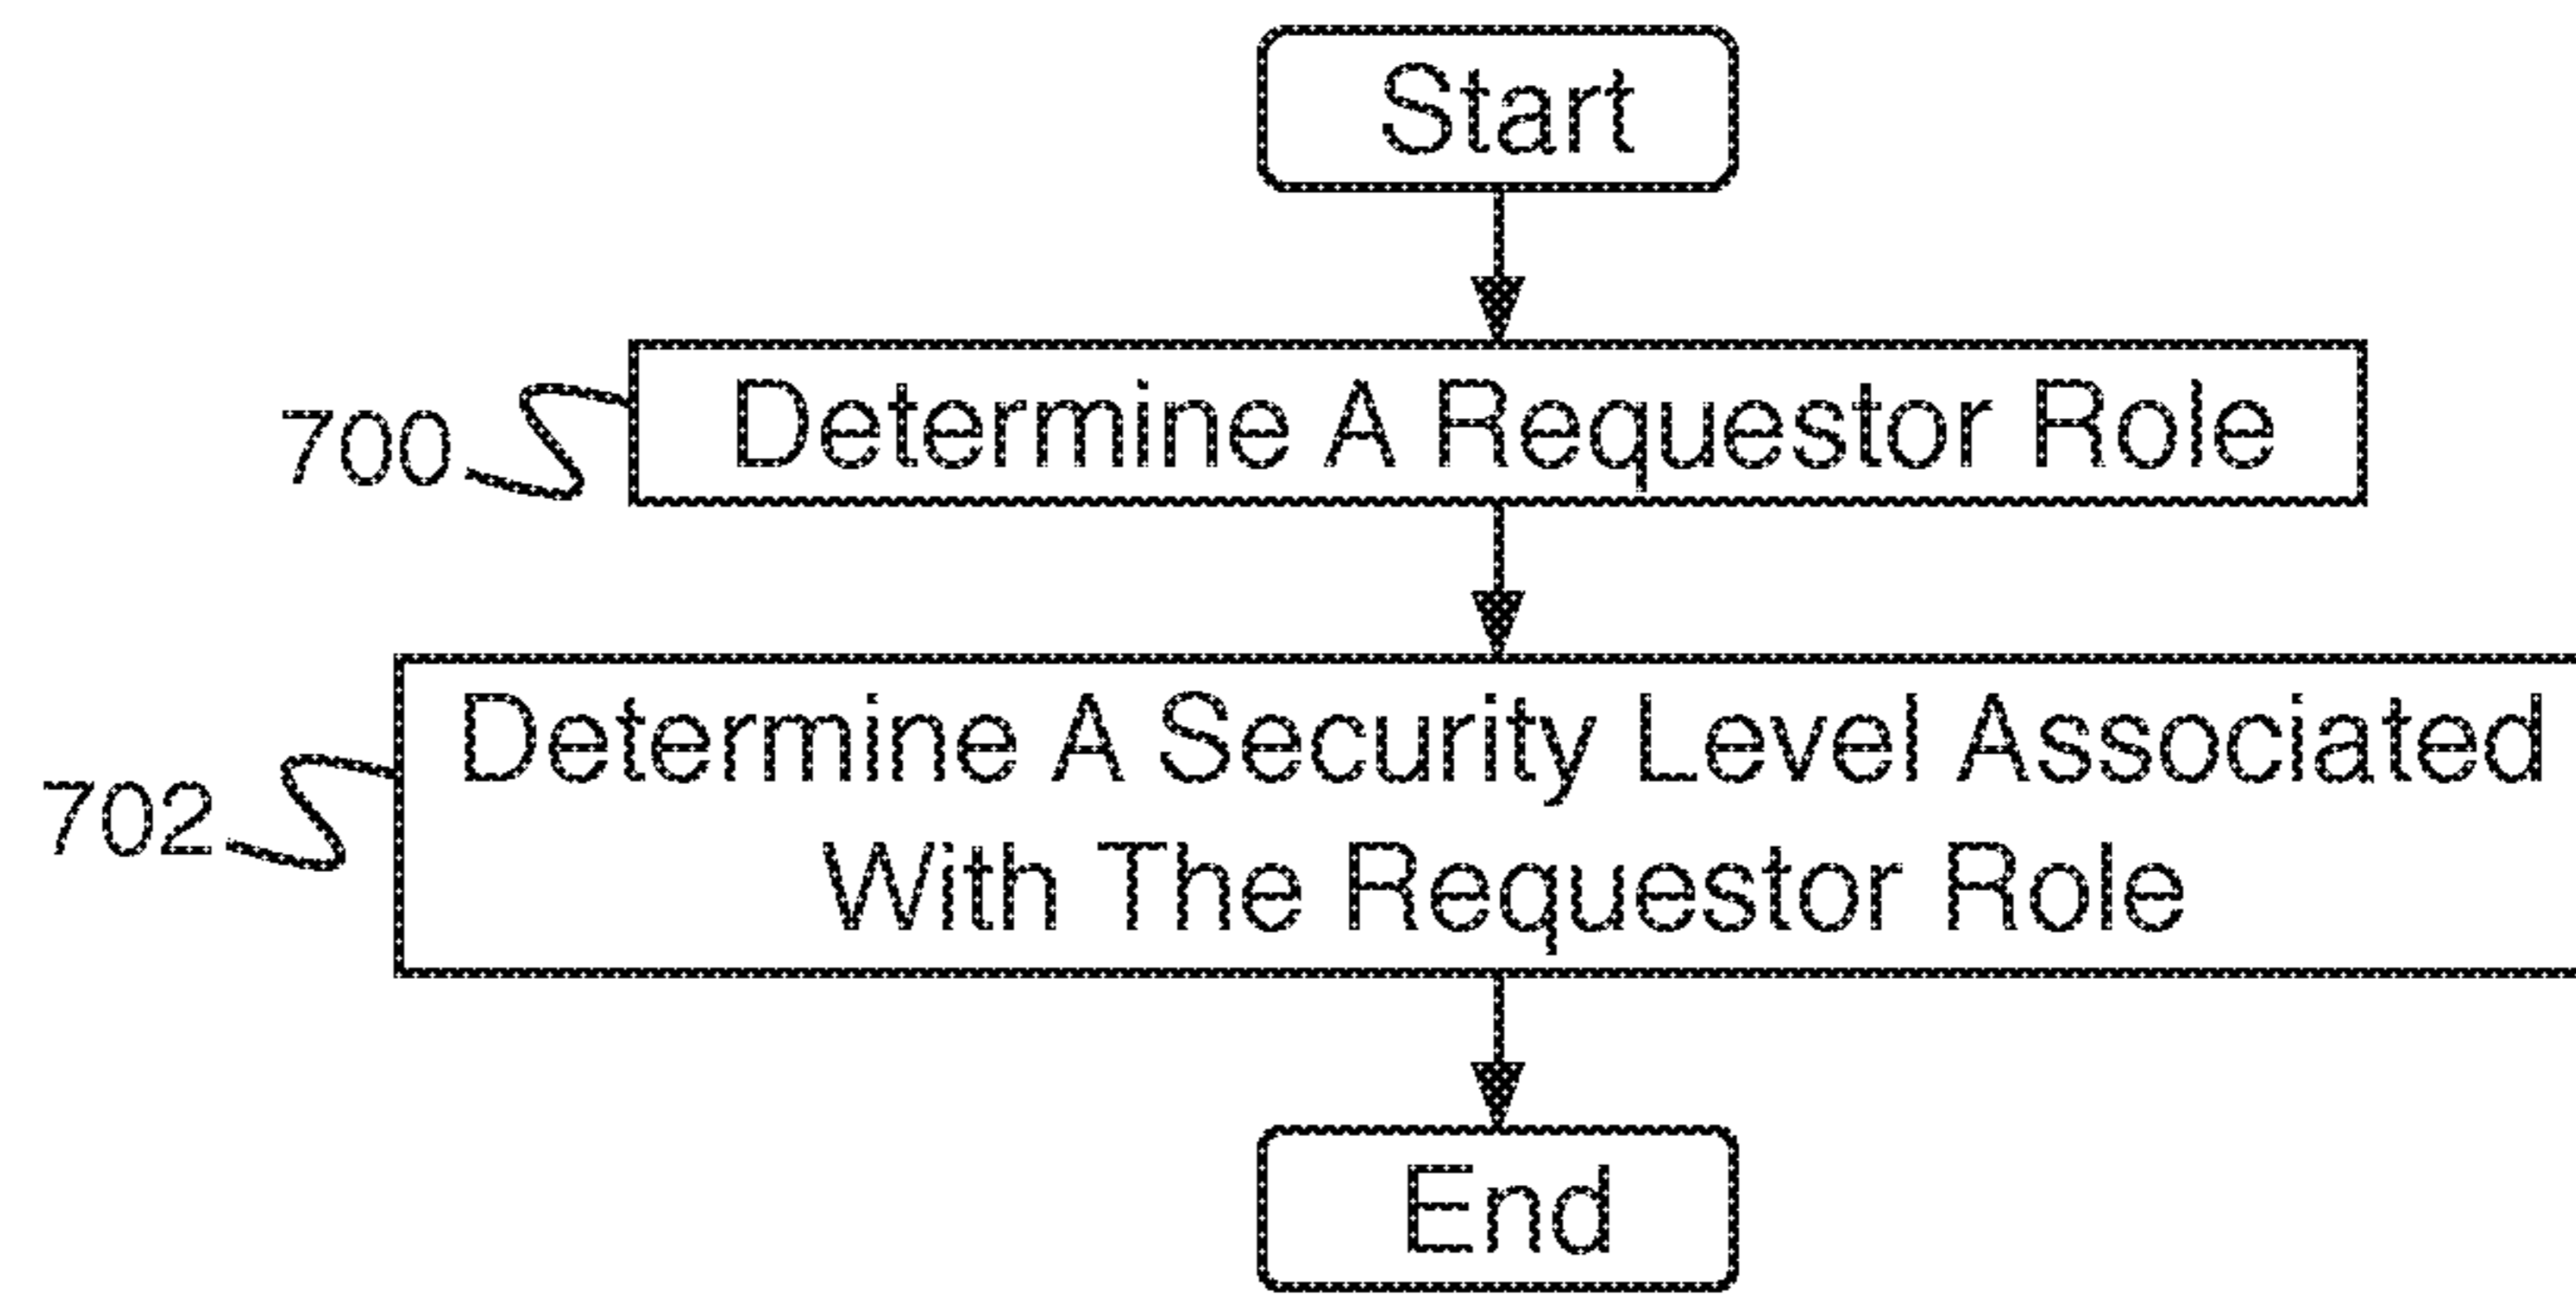 Start
700
Determine A Requestor Role
702
Determine A Security Level Associated
With The Requestor Role
End